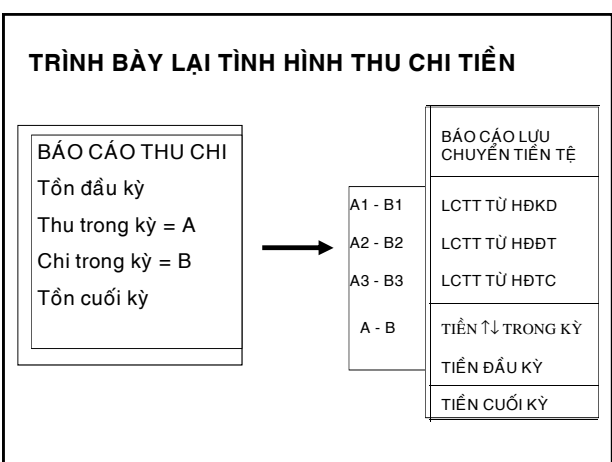 TRÌNH BÀY LẠI TÌNH HÌNH THU CHI TIỀN
BÁO CÁO THU CHI
Tồn đầu kỳ
Thu trong kỳ = A
Chi trong kỳ = B
Tồn cuối kỳ
BÁO CÁO LƯU
CHUYỂN TIỀN TỆ
A1 - B1 LCTT TỪ HĐKD
A2 - B2 LCTT TỪ HĐĐT
A3 - B3 LCTT TỪ HĐTC
A - B TIỀN ↑↓ TRONG KỲ
TIỀN ĐẦU KỲ
TIỀN CUỐI KỲ